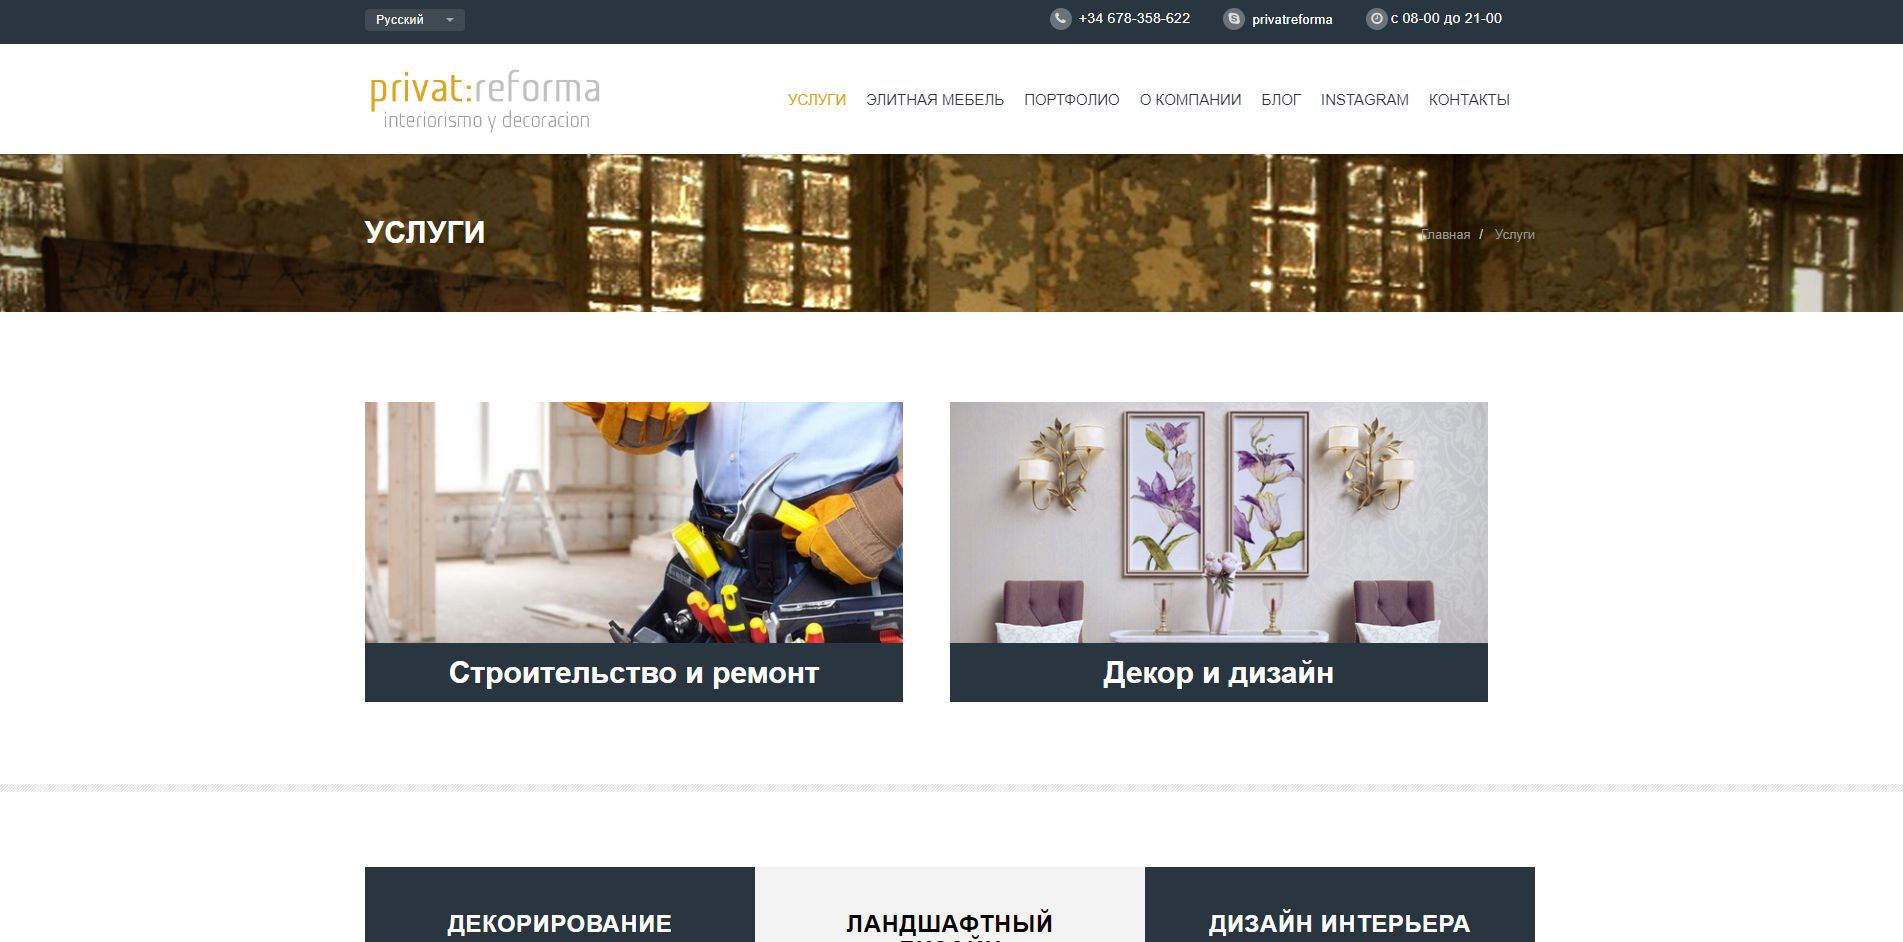 Русский
+34 678-358-622
privatreforma
с 08-00 до 21-00
privat:reforma
interiorismo y decoracion
УСЛУГИ ЭЛИТНАЯ МЕБЕЛЬ ПОРТФОЛИО О КОМПАНИИ БЛОГ INSTAGRAM КОНТАКТЫ
УСЛУГИ
Главная / Услуги
Строительство и ремонт
Декор и дизайн
ДЕКОРИРОВАНИЕ
ЛАНДШАФТНЫЙ
ДИЗАЙН ИНТЕРЬЕРА